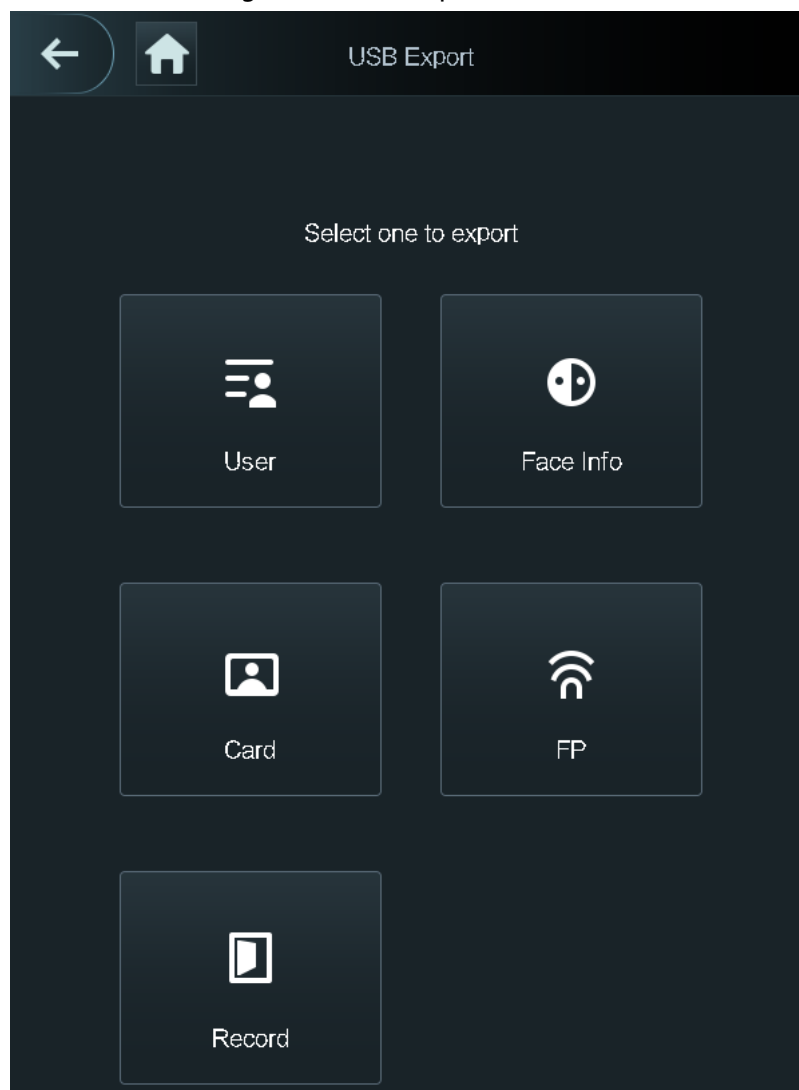 USB Export
Select one to export
User
Face Info
Card
FP
Record